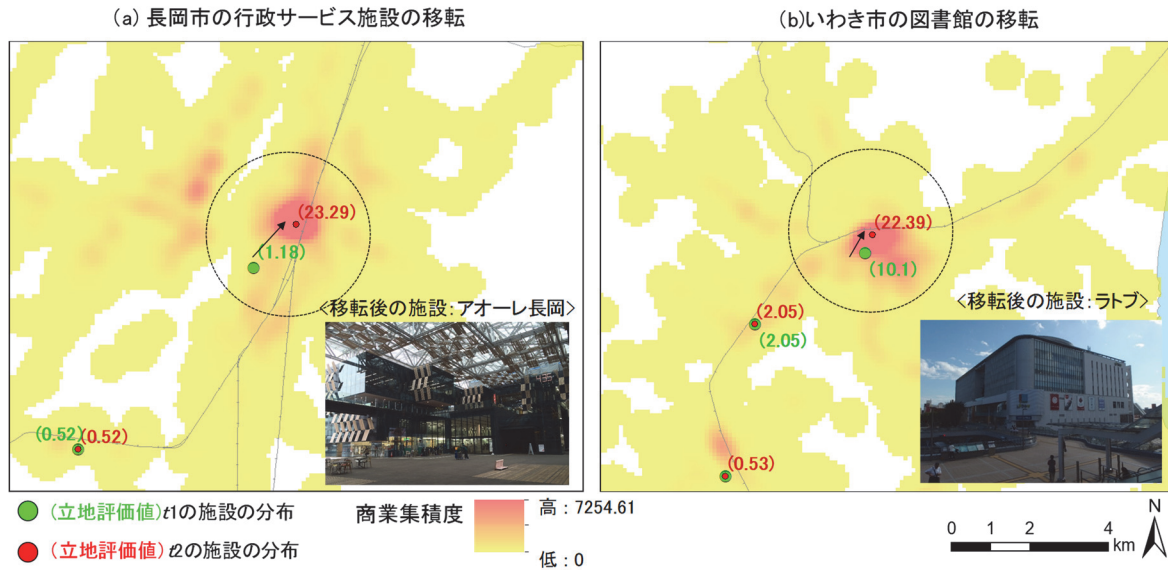 (a) 長岡市の行政サービス施設の移転
(b)いわき市の図書館の移転
(23.29)
(1.18)
<移転後の施設:アオーレ長岡>
(0.52)
(0.52)
(22.39)
(10.1)
<移転後の施設:ラトブ>
(2.05)
(2.05)
(0.53)
(立地評価値)t1の施設の分布
(立地評価値)t2の施設の分布
商業集積度
高:7254.61
低:0
0 1 2 4
km
N